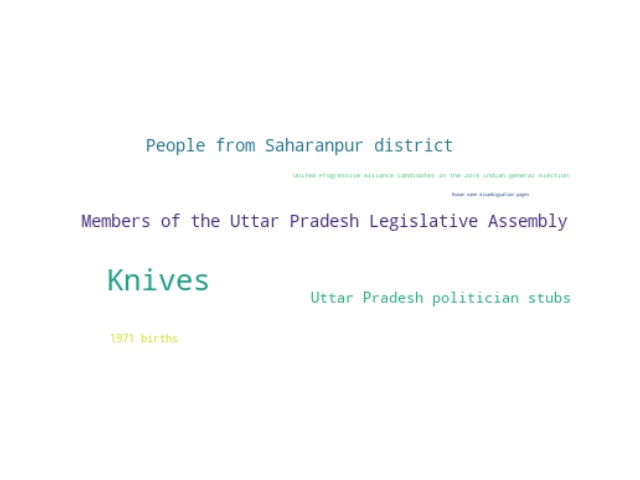 People from Saharanpur district
United Progressive Alliance candidates in the 2014 Indian general election
Human name disambiguation pages
Members of the Uttar Pradesh Legislative Assembly
Knives
Uttar Pradesh politician stubs
1971 births